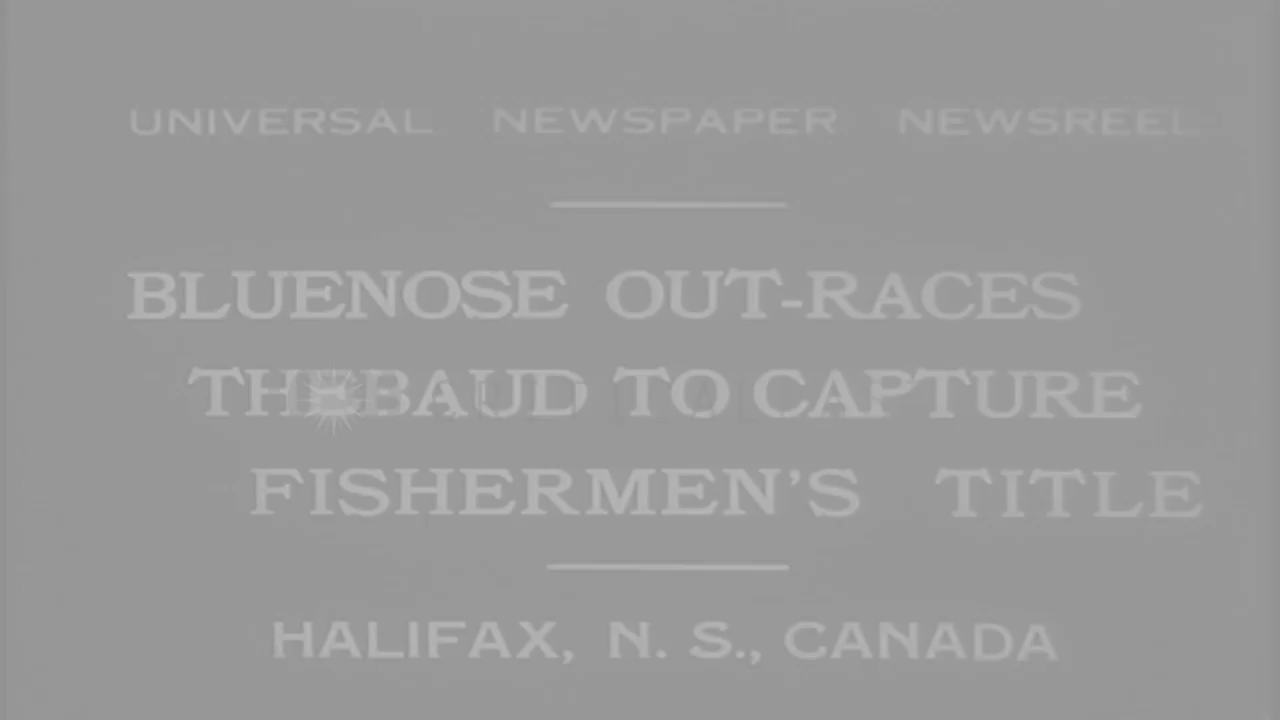 UNIVERSAL NEWSPAPER NEWSREEL
BLUENOSE OUT-RACES
THEBAUD TO CAPTURE
FISHERMEN'S TITLE
HALIFAX, N. S., CANADA